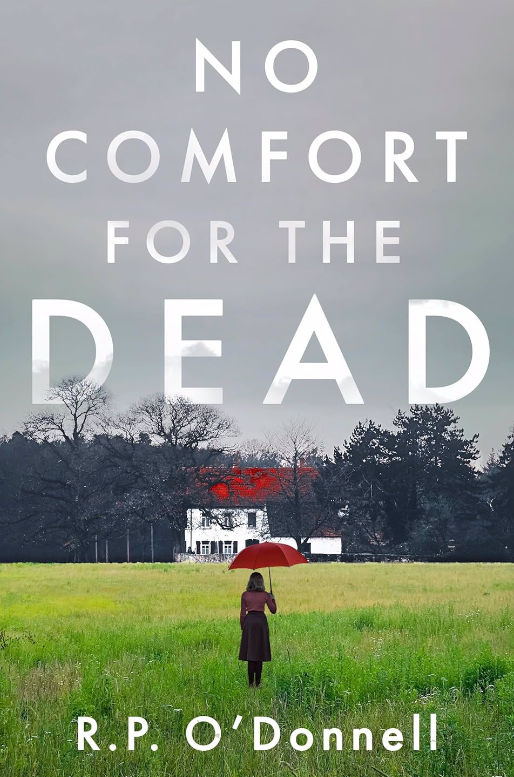 NO
COMFORT
FOR THE
DEAD
R.P. O'Donnell